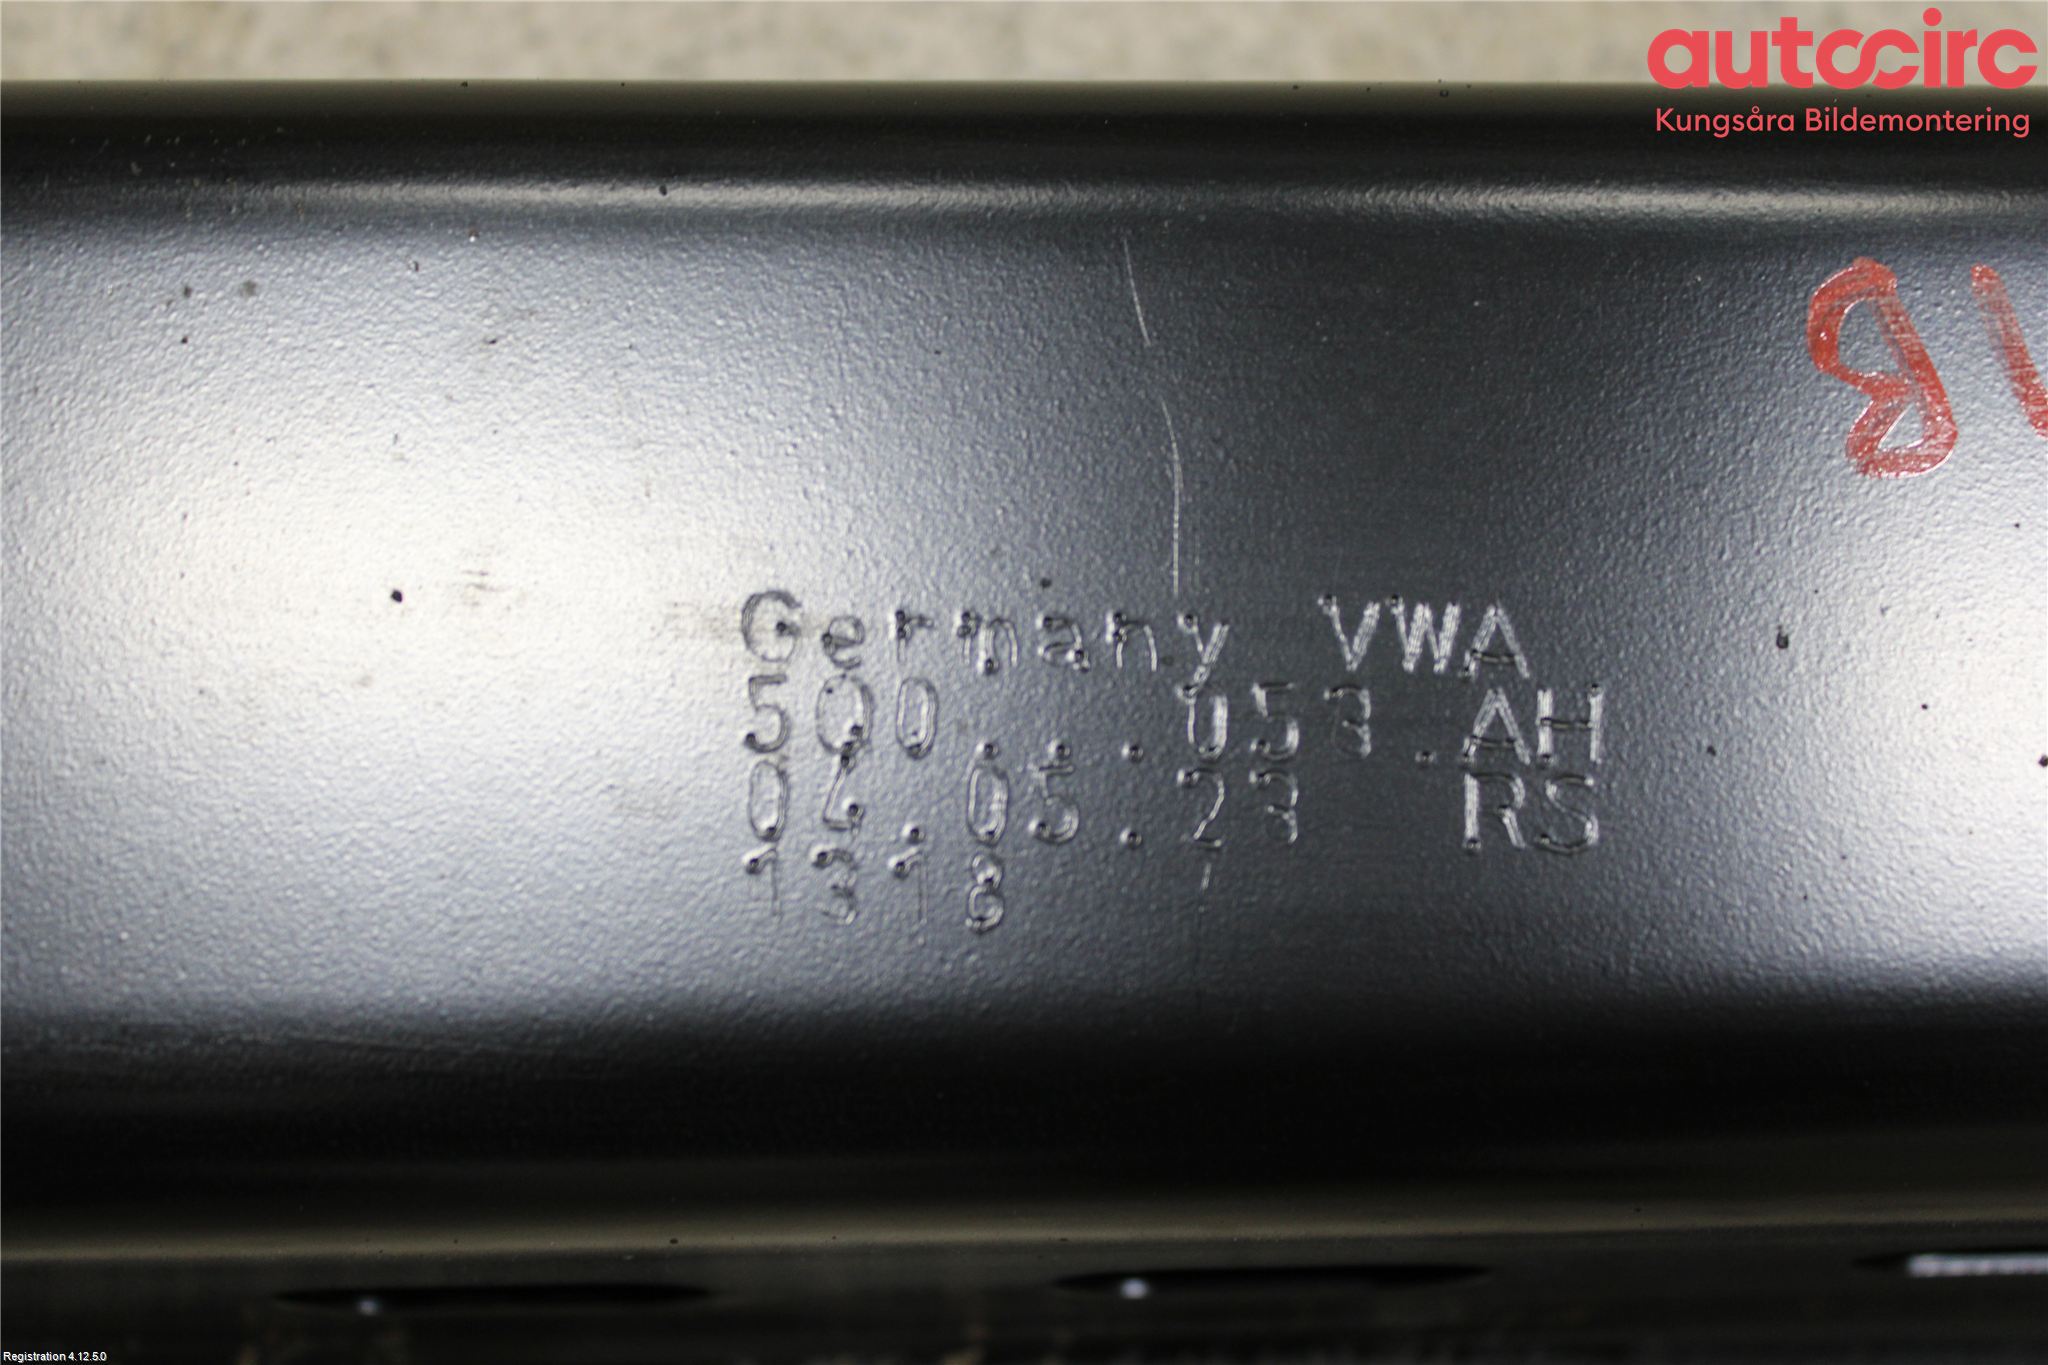 autocirc
Kungsåra Bildemontering
Germany VWA
5Q0...053.AH
04.05.23 RS
1318
Registration 4.12.5.0